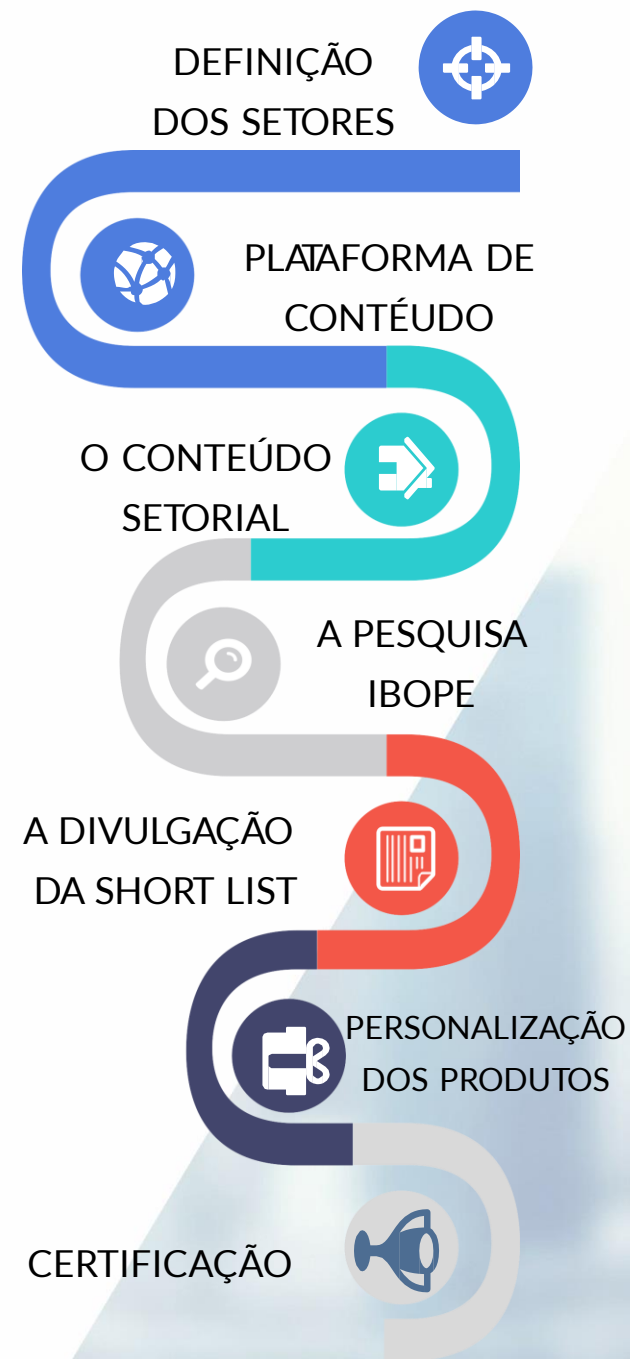 DEFINIÇÃO
DOS SETORES
PLATAFORMA DE
CONTÉUDO
O CONTEÚDO
SETORIAL
A PESQUISA
IBOPE
A DIVULGAÇÃO
DA SHORT LIST
PERSONALIZAÇÃO
DOS PRODUTOS
CERTIFICAÇÃO